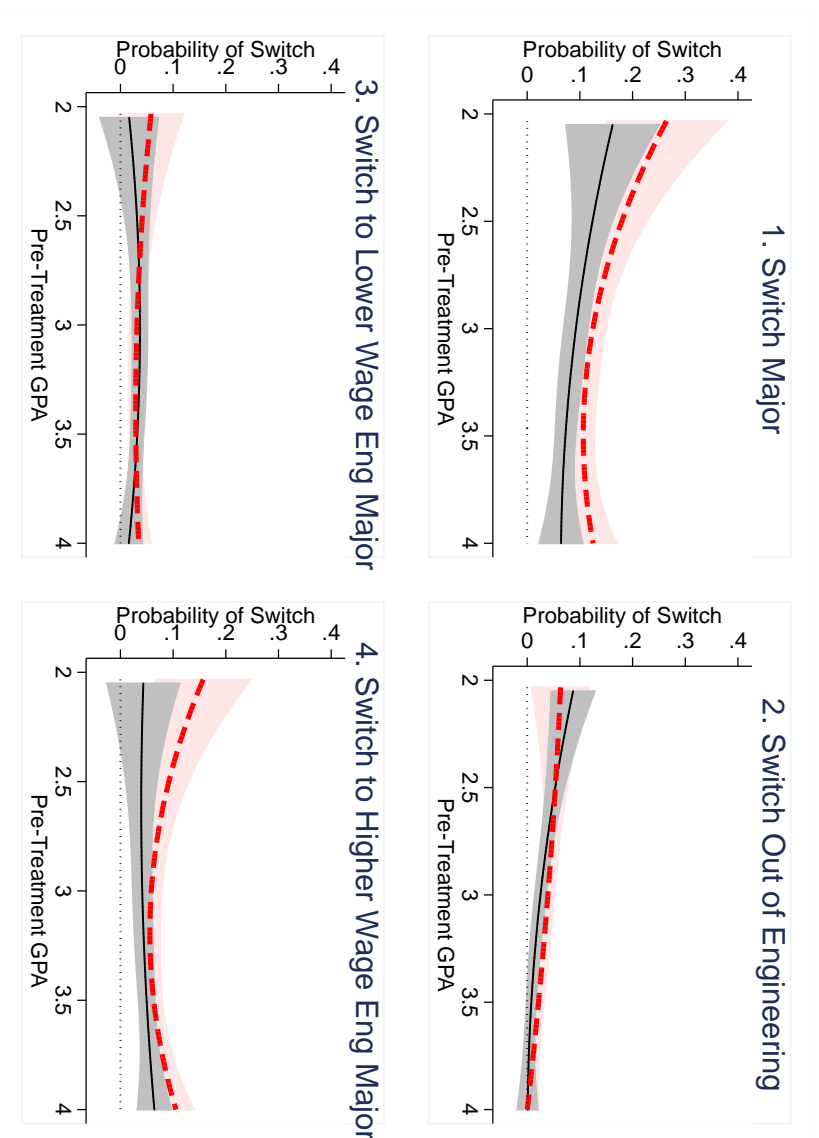 1. Switch Major
Probability of Switch
0 .1 .2 .3 .4
2 2.5 3 3.5 4
Pre-Treatment GPA
2. Switch Out of Engineering
Probability of Switch
0 .1 .2 .3 .4
2 2.5 3 3.5 4
Pre-Treatment GPA
3. Switch to Lower Wage Eng Major
Probability of Switch
0 .1 .2 .3 .4
2 2.5 3 3.5 4
Pre-Treatment GPA
4. Switch to Higher Wage Eng Major
Probability of Switch
0 .1 .2 .3 .4
2 2.5 3 3.5 4
Pre-Treatment GPA